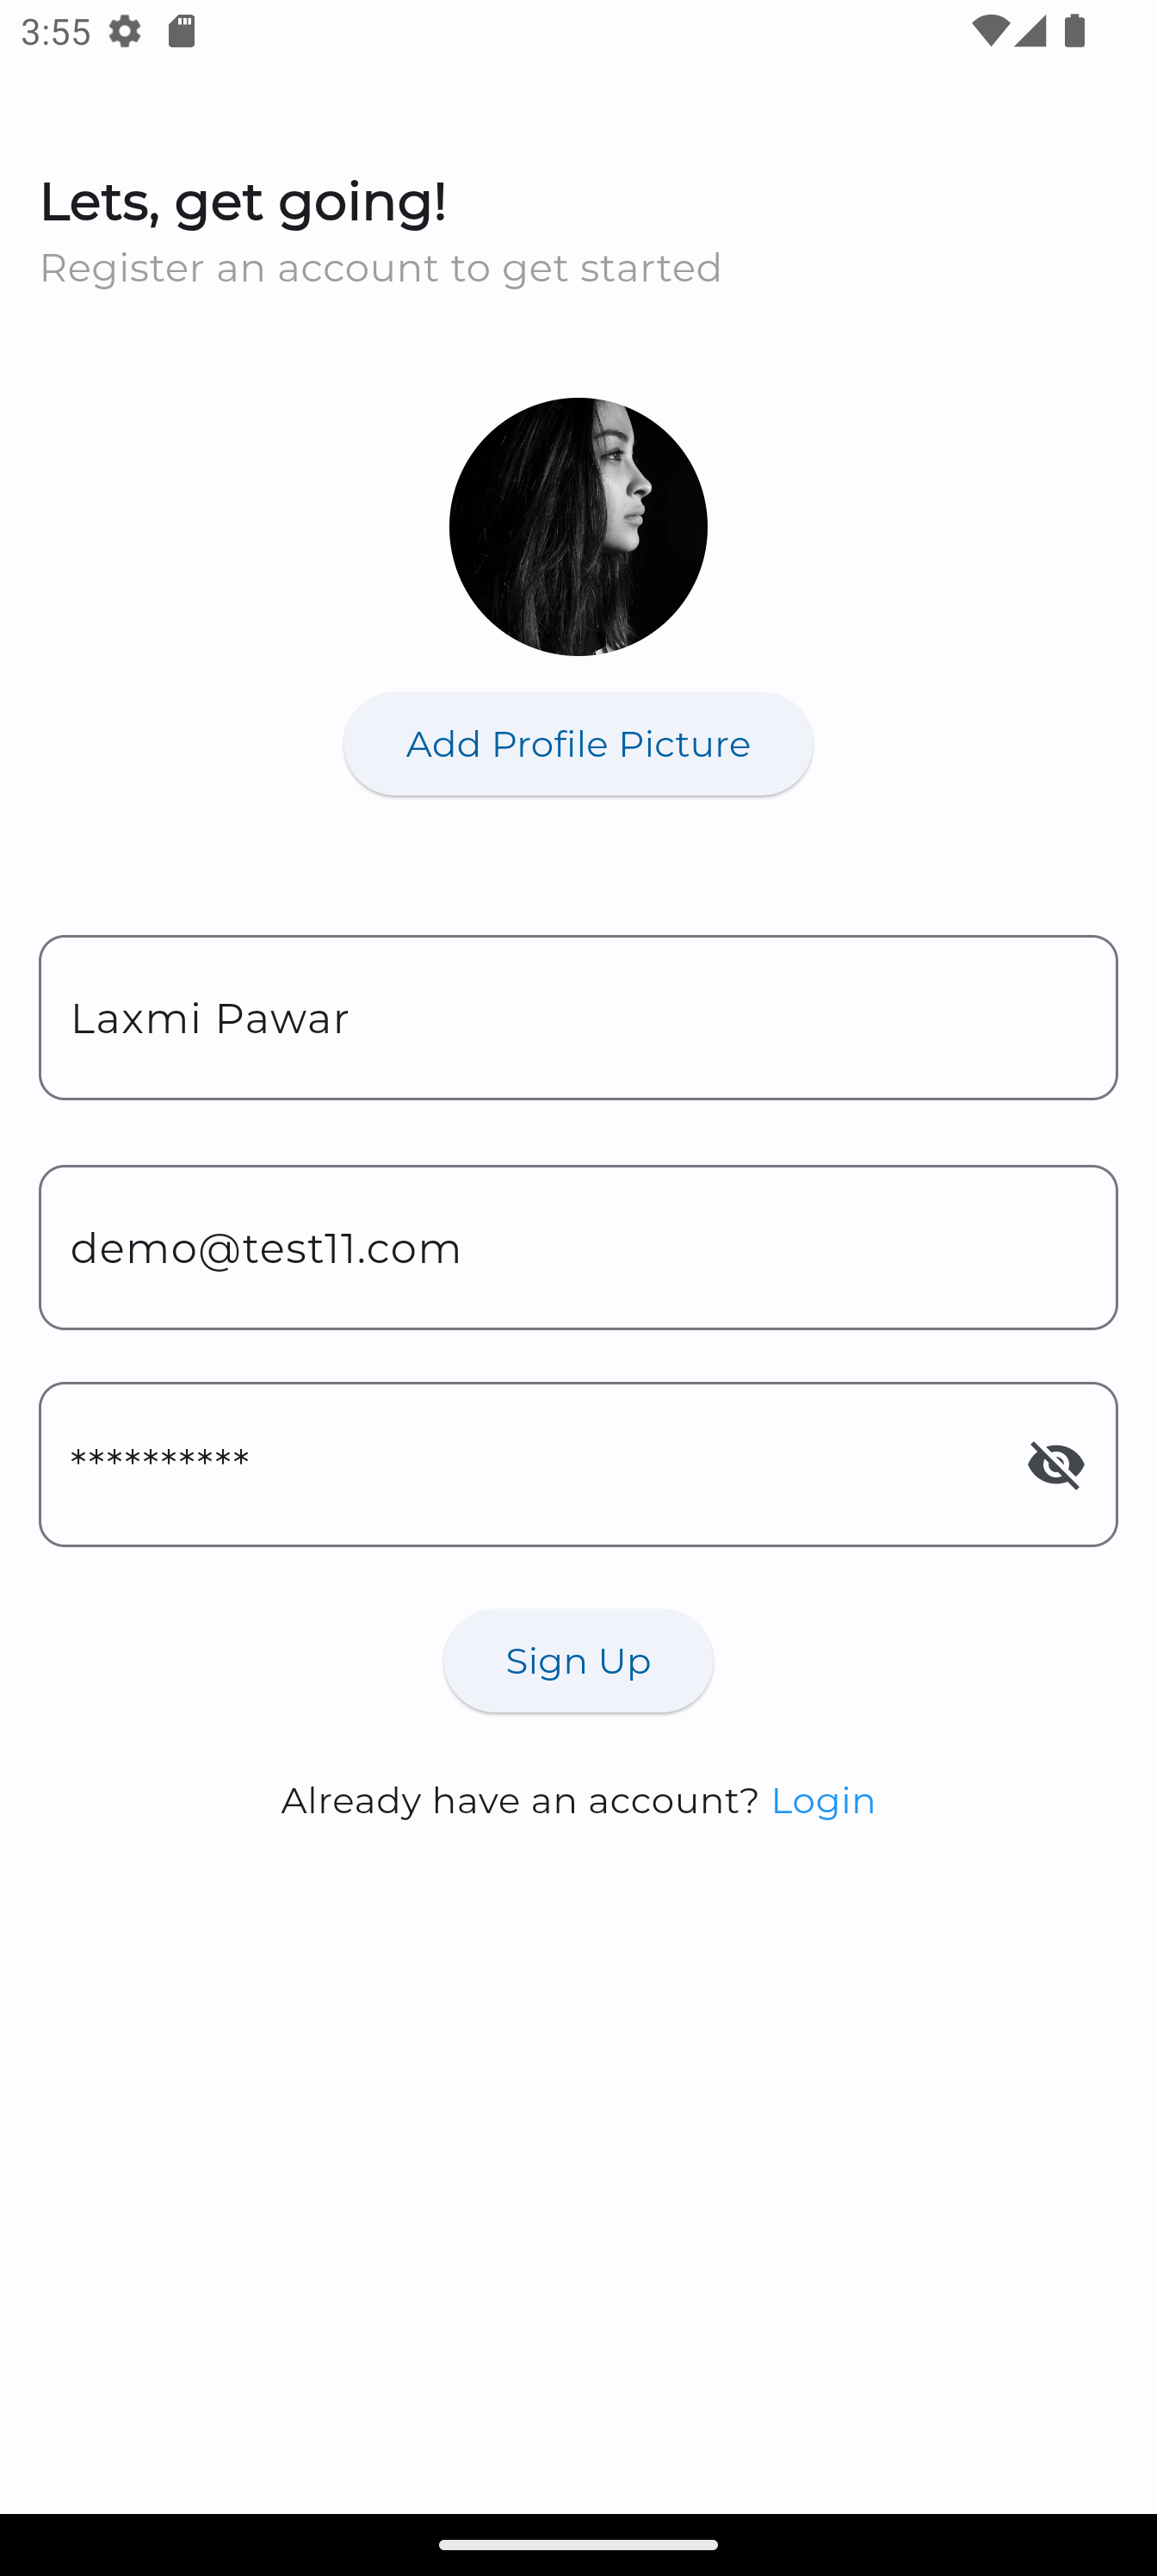 3:55
Lets, get going!
Register an account to get started
Add Profile Picture
Laxmi Pawar
demo@test11.com
**********
Sign Up
Already have an account? Login